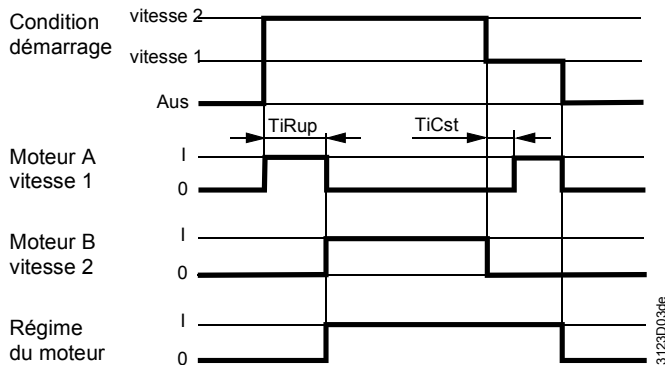 Condition
démarrage
vitesse 2
vitesse 1
Aus
TiRup
TiCst
Moteur A
vitesse 1
I
0
Moteur B
vitesse 2
I
0
Régime
du moteur
I
0
3123D03de